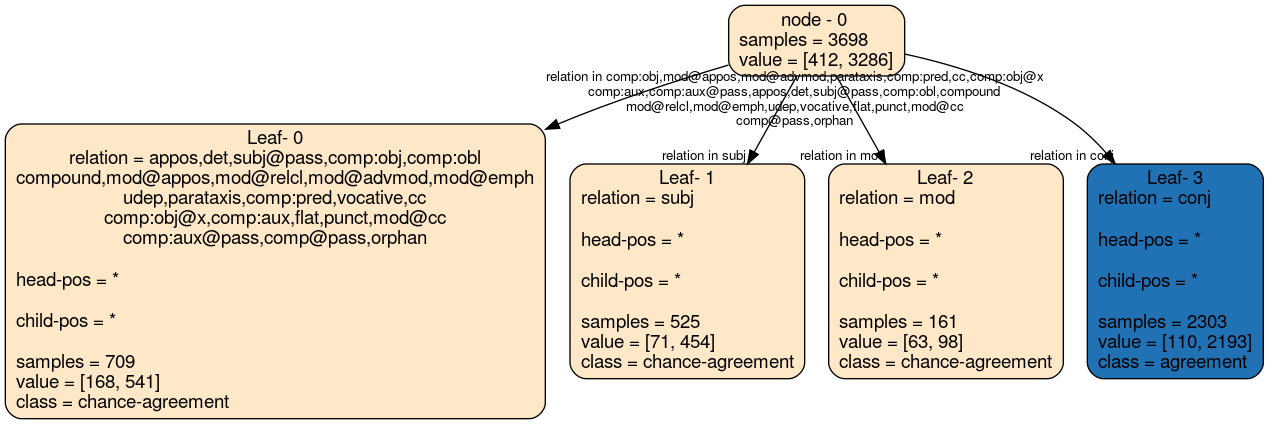 node - 0
samples = 3698
value = [412, 3286]
relation in comp:obj,mod@appos,mod@advmod,parataxis,comp:pred,cc,comp:obj@x
comp:aux,comp:aux@pass,appos,det,subj@pass,comp:obl,compound
mod@relcl,mod@emph,udep,vocative,flat,punct,mod@cc
comp@pass,orphan
relation in subj
relation in mod
relation in conj
Leaf- 0
relation = appos,det,subj@pass,comp:obj,comp:obl
compound,mod@appos,mod@relcl,mod@advmod,mod@emph
udep,parataxis,comp:pred,vocative,cc
comp:obj@x,comp:aux,flat,punct,mod@cc
comp:aux@pass,comp@pass,orphan
head-pos = *
child-pos = *
samples = 709
value = [168, 541]
class = chance-agreement
Leaf- 1
relation = subj
head-pos = *
child-pos = *
samples = 525
value = [71, 454]
class = chance-agreement
Leaf- 2
relation = mod
head-pos = *
child-pos = *
samples = 161
value = [63, 98]
class = chance-agreement
Leaf- 3
relation = conj
head-pos = *
child-pos = *
samples = 2303
value = [110, 2193]
class = agreement